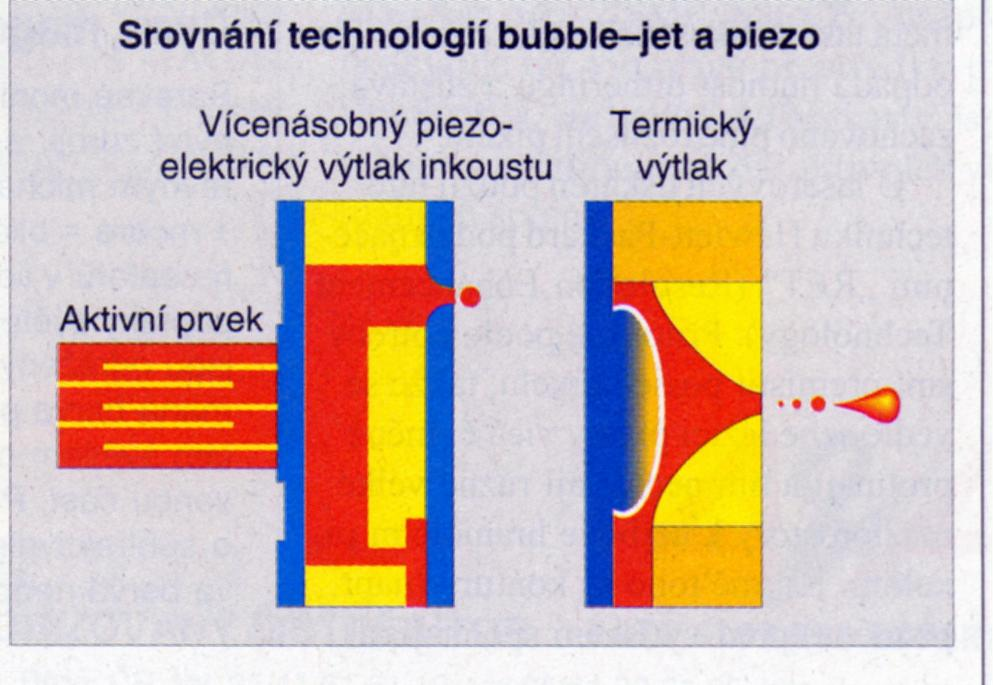 Srovnání technologií bubble–jet a piezo
Vícenásobný piezo-
elektrický výtlak inkoustu
Termický
výtlak
Aktivní prvek